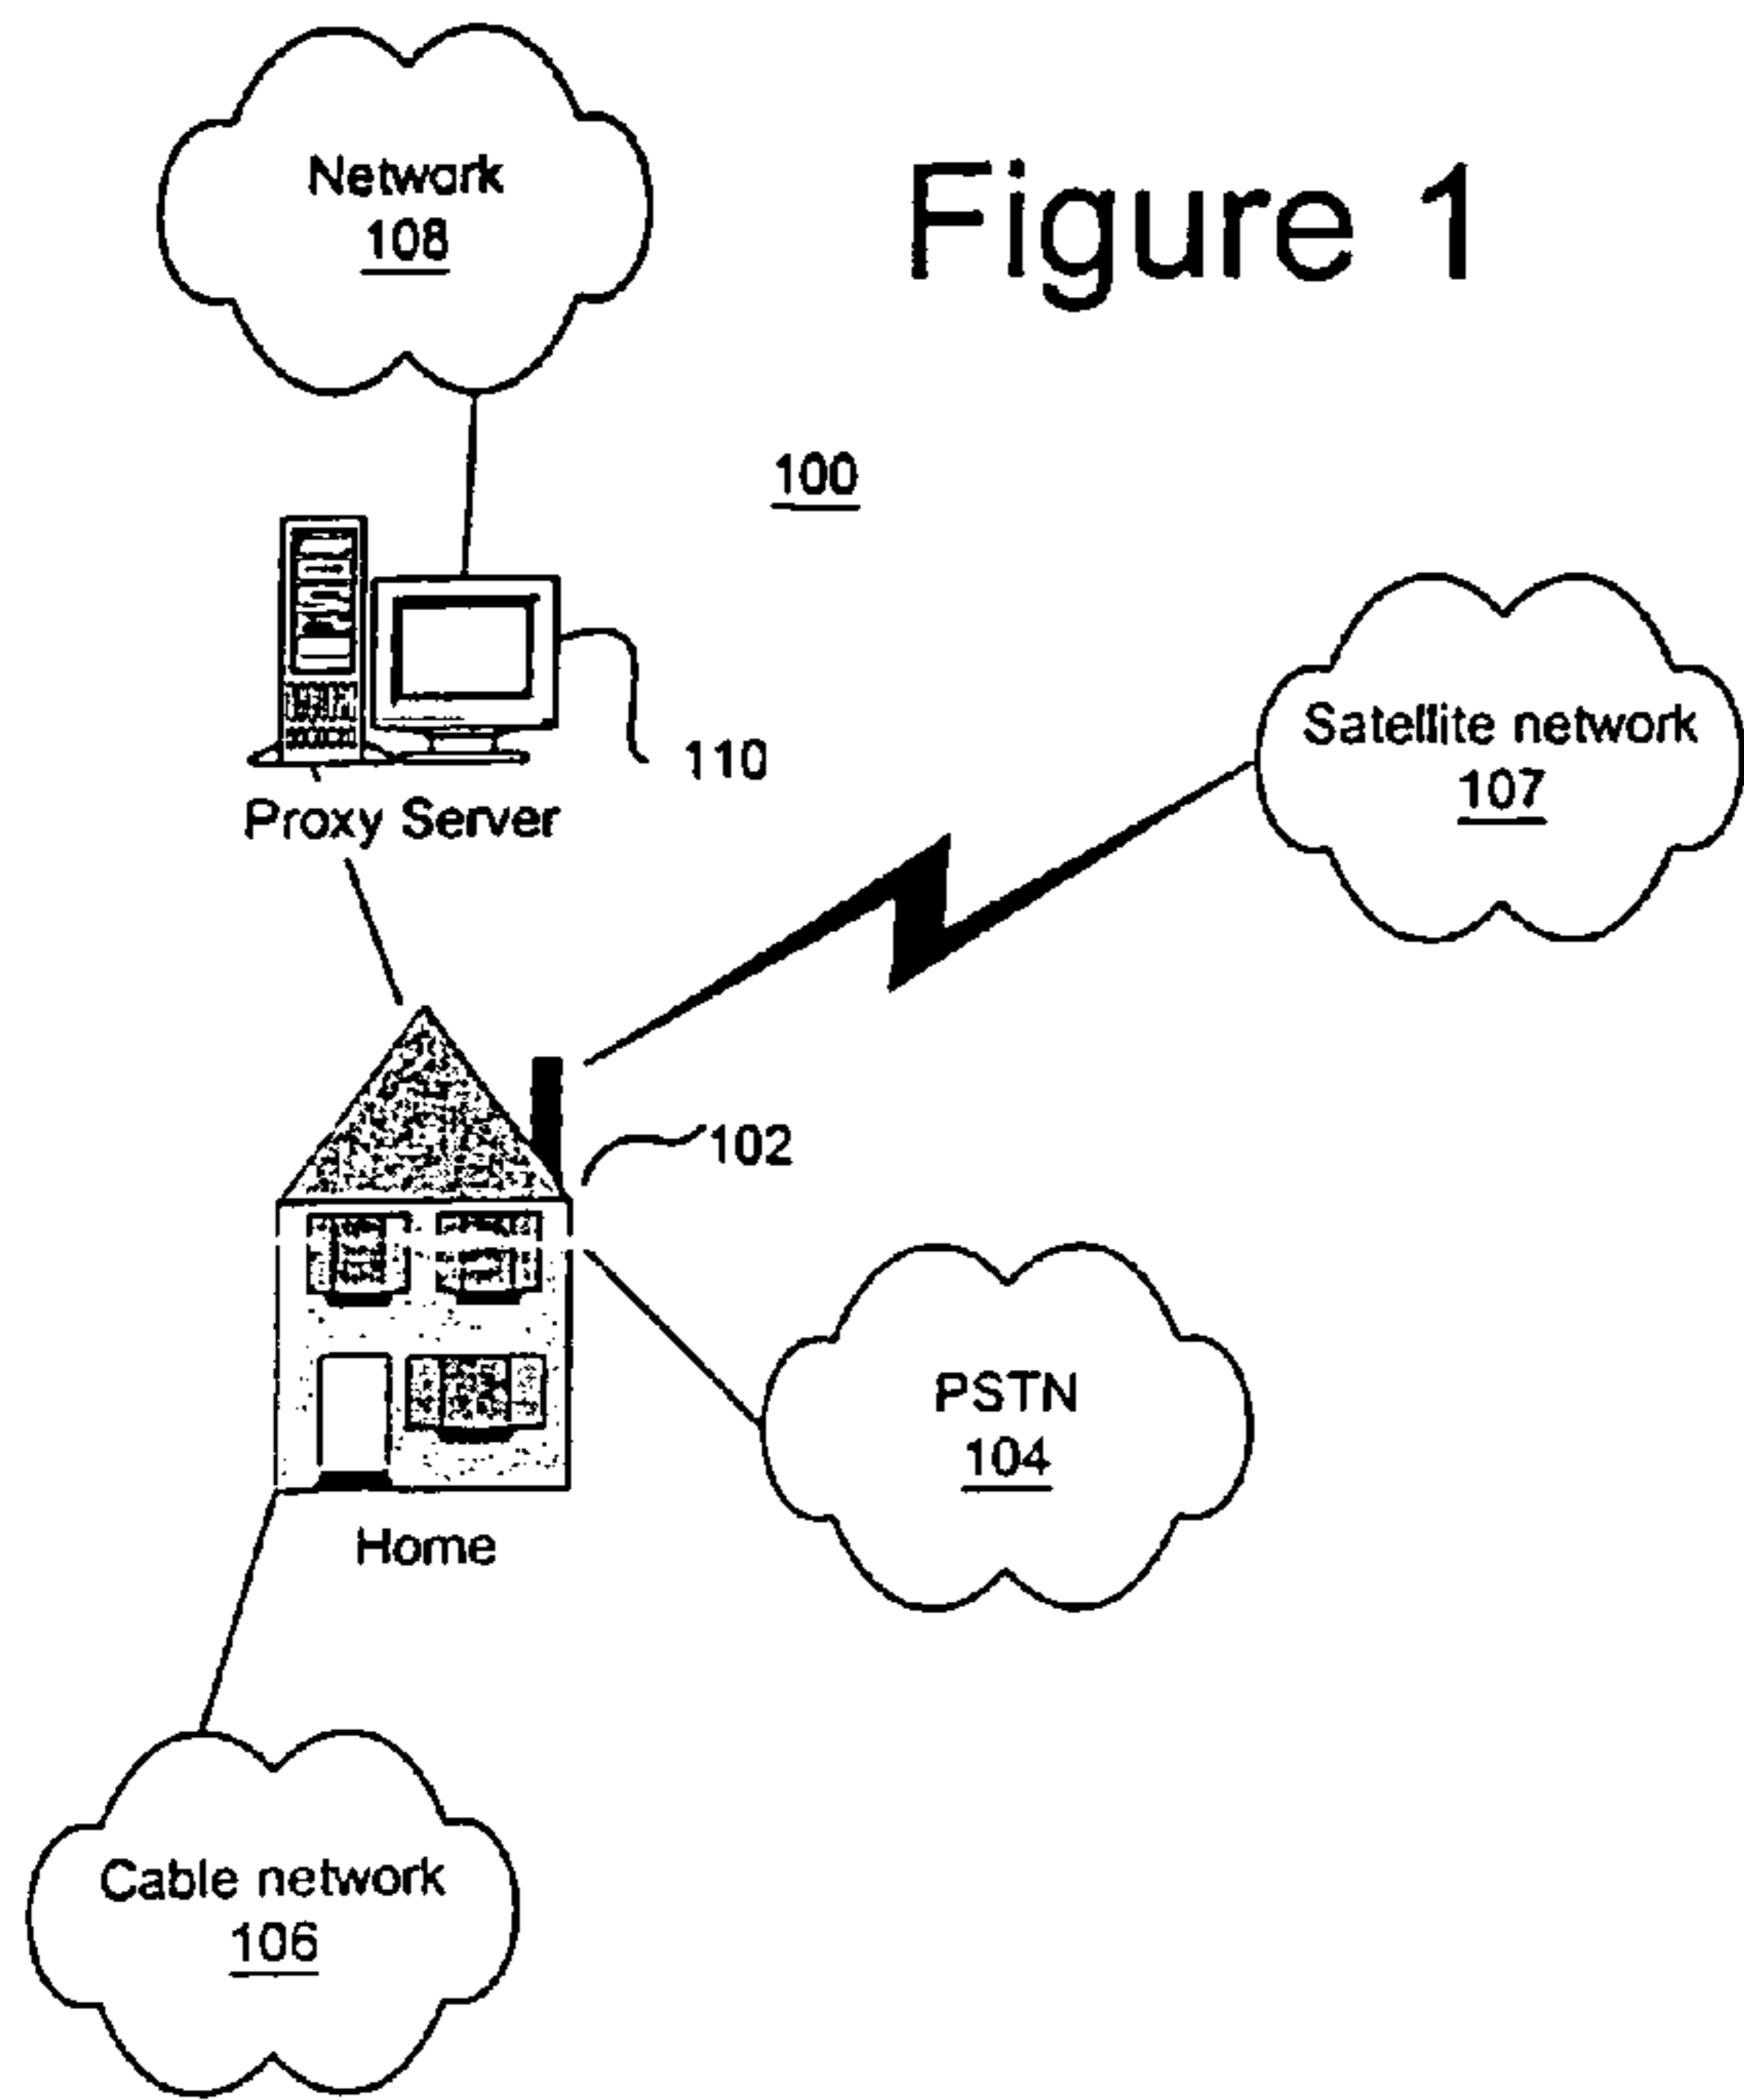 Network
108
Figure 1
100
110
Proxy Server
Satellite network
107
102
PSTN
104
Home
Cable network
106